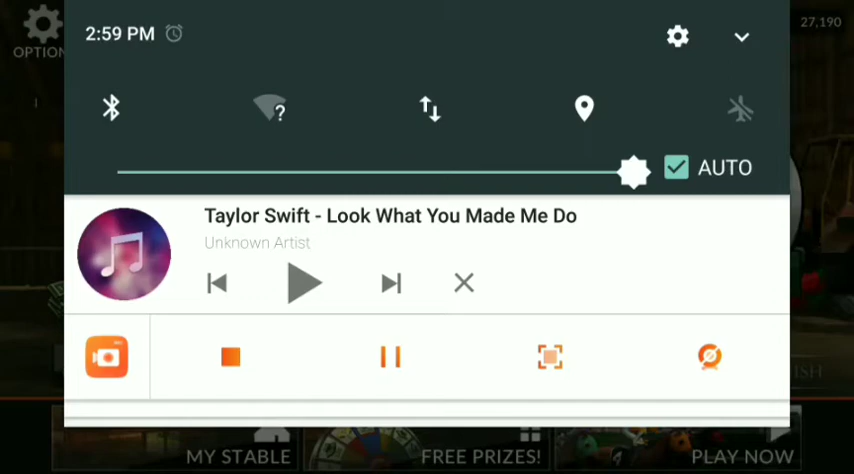 2:59 PM
27,190
OPTION
?
AUTO
Taylor Swift - Look What You Made Me Do
Unknown Artist
ISH
MY STABLE
FREE PRIZES!
PLAY NOW